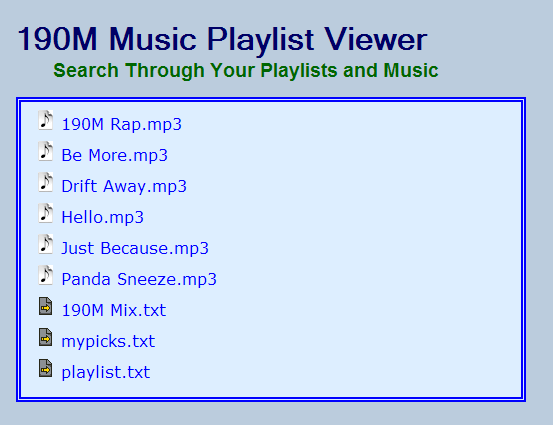 190M Music Playlist Viewer
Search Through Your Playlists and Music
190M Rap.mp3
Be More.mp3
Drift Away.mp3
Hello.mp3
Just Because.mp3
Panda Sneeze.mp3
190M Mix.txt
mypicks.txt
playlist.txt